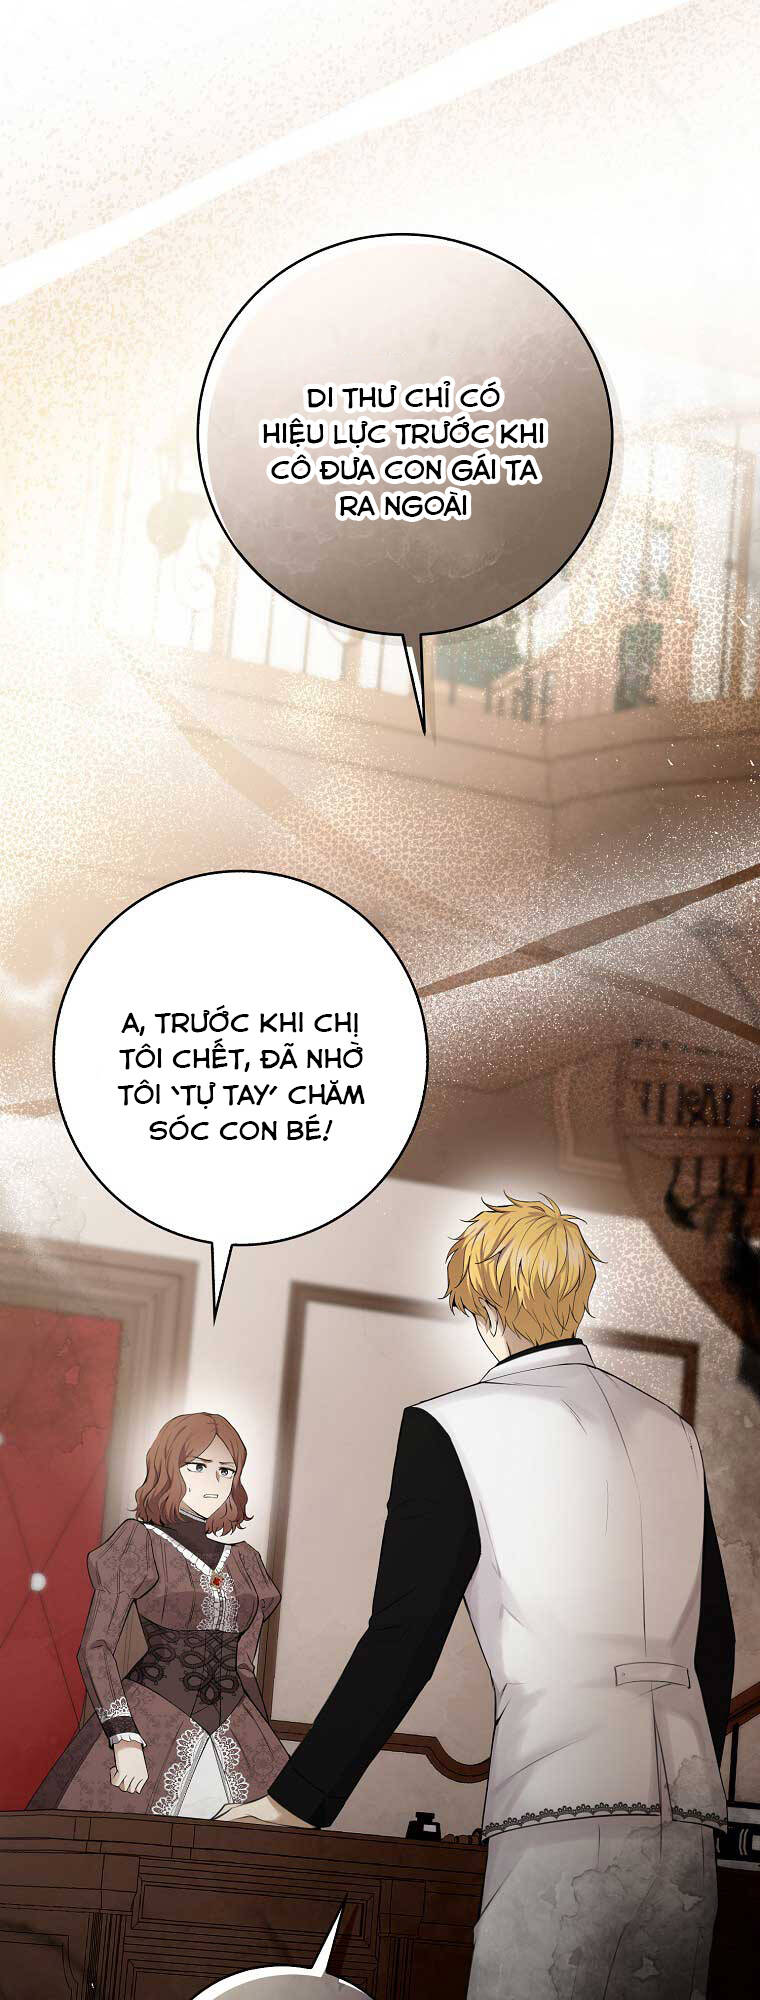 DI THƯ CHỈ CÓ
HIỆU LỰC TRƯỚC KHI
CÔ ĐƯA CON GÁI TA
RA NGOÀI
A, TRƯỚC KHI CHỊ
TÔI CHẾT, ĐÃ NHỜ
TÔI 'TỰ TAY' CHĂM
SÓC CON BÉ!